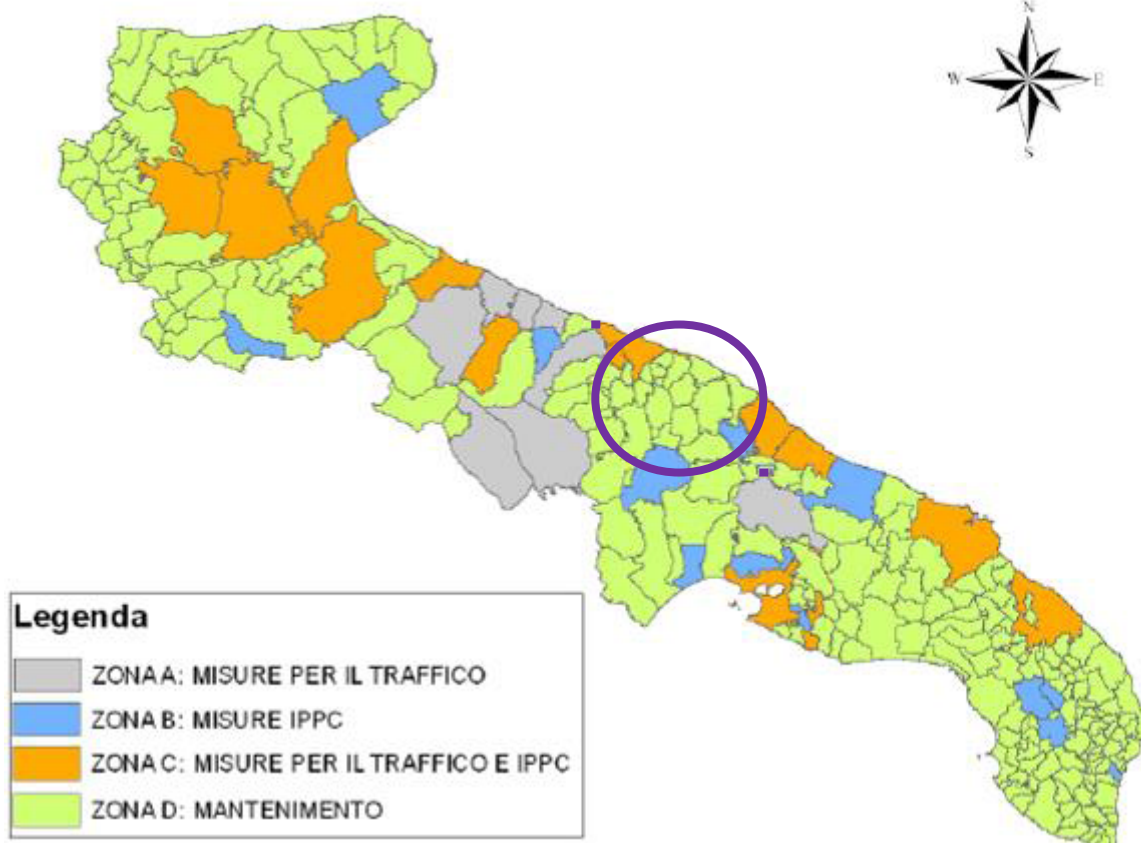 N
W E
S
Legenda
ZONA A: MISURE PER IL TRAFFICO
ZONA B: MISURE IPPC
ZONA C: MISURE PER IL TRAFFICO E IPPC
ZONA D: MANTENIMENTO